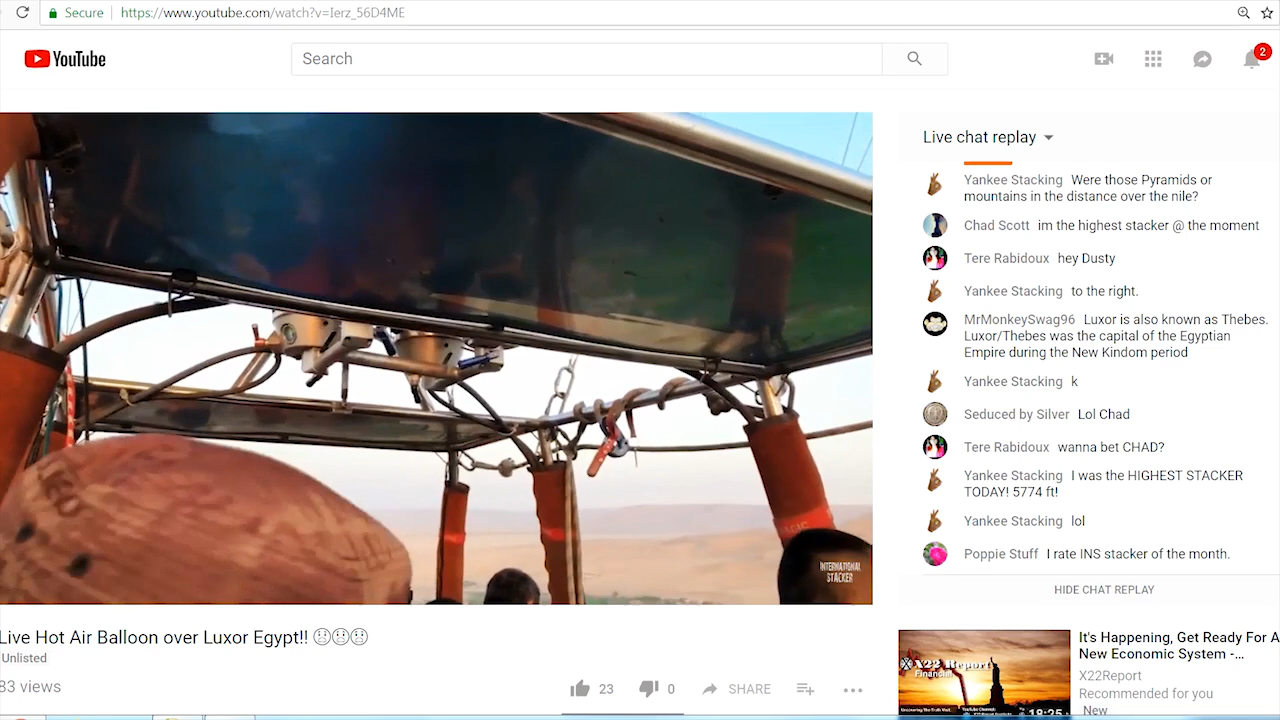 Secure https://www.youtube.com/watch?v=Ierz_56D4ME
YouTube
Search
2
Live chat replay
Yankee Stacking Were those Pyramids or
mountains in the distance over the nile?
Chad Scott im the highest stacker @ the moment
Tere Rabidoux hey Dusty
Yankee Stacking to the right.
MrMonkeySwag96 Luxor is also known as Thebes.
Luxor/Thebes was the capital of the Egyptian
Empire during the New Kindom period
Yankee Stacking k
Seduced by Silver Lol Chad
Tere Rabidoux wanna bet CHAD?
Yankee Stacking I was the HIGHEST STACKER
TODAY! 5774 ft!
Yankee Stacking lol
Poppie Stuff I rate INS stacker of the month.
HIDE CHAT REPLAY
INTERNATIONAL
STACKER
Live Hot Air Balloon over Luxor Egypt!!
Unlisted
83 views
23
0
SHARE
X22 Report
Financial
18:25
It's Happening, Get Ready For A
New Economic System -...
X22Report
Recommended for you
New